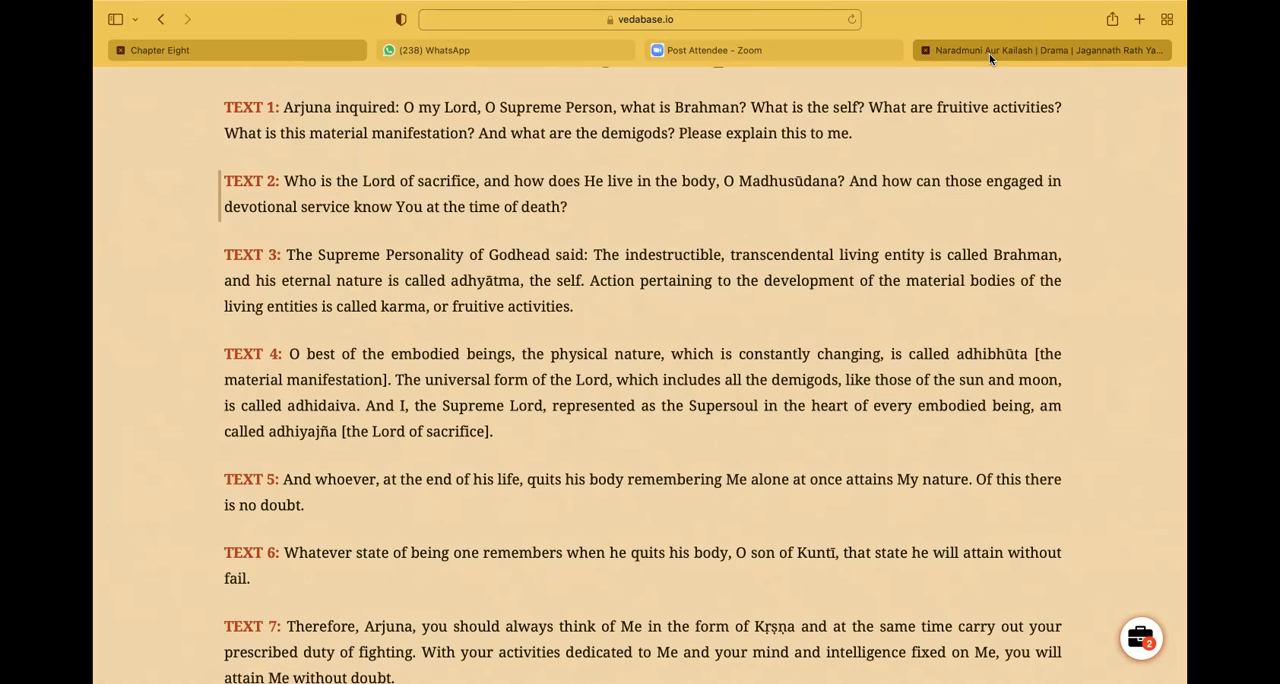 vedabase.io
Chapter Eight
(238) WhatsApp
Post Attendee - Zoom
Naradmuni Aur Kailash | Drama | Jagannath Rath Ya...
TEXT 1: Arjuna inquired: O my Lord, O Supreme Person, what is Brahman? What is the self? What are fruitive activities?
What is this material manifestation? And what are the demigods? Please explain this to me.
TEXT 2: Who is the Lord of sacrifice, and how does He live in the body, O Madhusūdana? And how can those engaged in
devotional service know You at the time of death?
TEXT 3: The Supreme Personality of Godhead said: The indestructible, transcendental living entity is called Brahman,
and his eternal nature is called adhyātma, the self. Action pertaining to the development of the material bodies of the
living entities is called karma, or fruitive activities.
TEXT 4: O best of the embodied beings, the physical nature, which is constantly changing, is called adhibhūta [the
material manifestation]. The universal form of the Lord, which includes all the demigods, like those of the sun and moon,
is called adhidaiva. And I, the Supreme Lord, represented as the Supersoul in the heart of every embodied being, am
called adhiyajña [the Lord of sacrifice].
TEXT 5: And whoever, at the end of his life, quits his body remembering Me alone at once attains My nature. Of this there
is no doubt.
TEXT 6: Whatever state of being one remembers when he quits his body, O son of Kuntī, that state he will attain without
fail.
TEXT 7: Therefore, Arjuna, you should always think of Me in the form of Kṛṣṇa and at the same time carry out your
prescribed duty of fighting. With your activities dedicated to Me and your mind and intelligence fixed on Me, you will
attain Me without doubt.
2